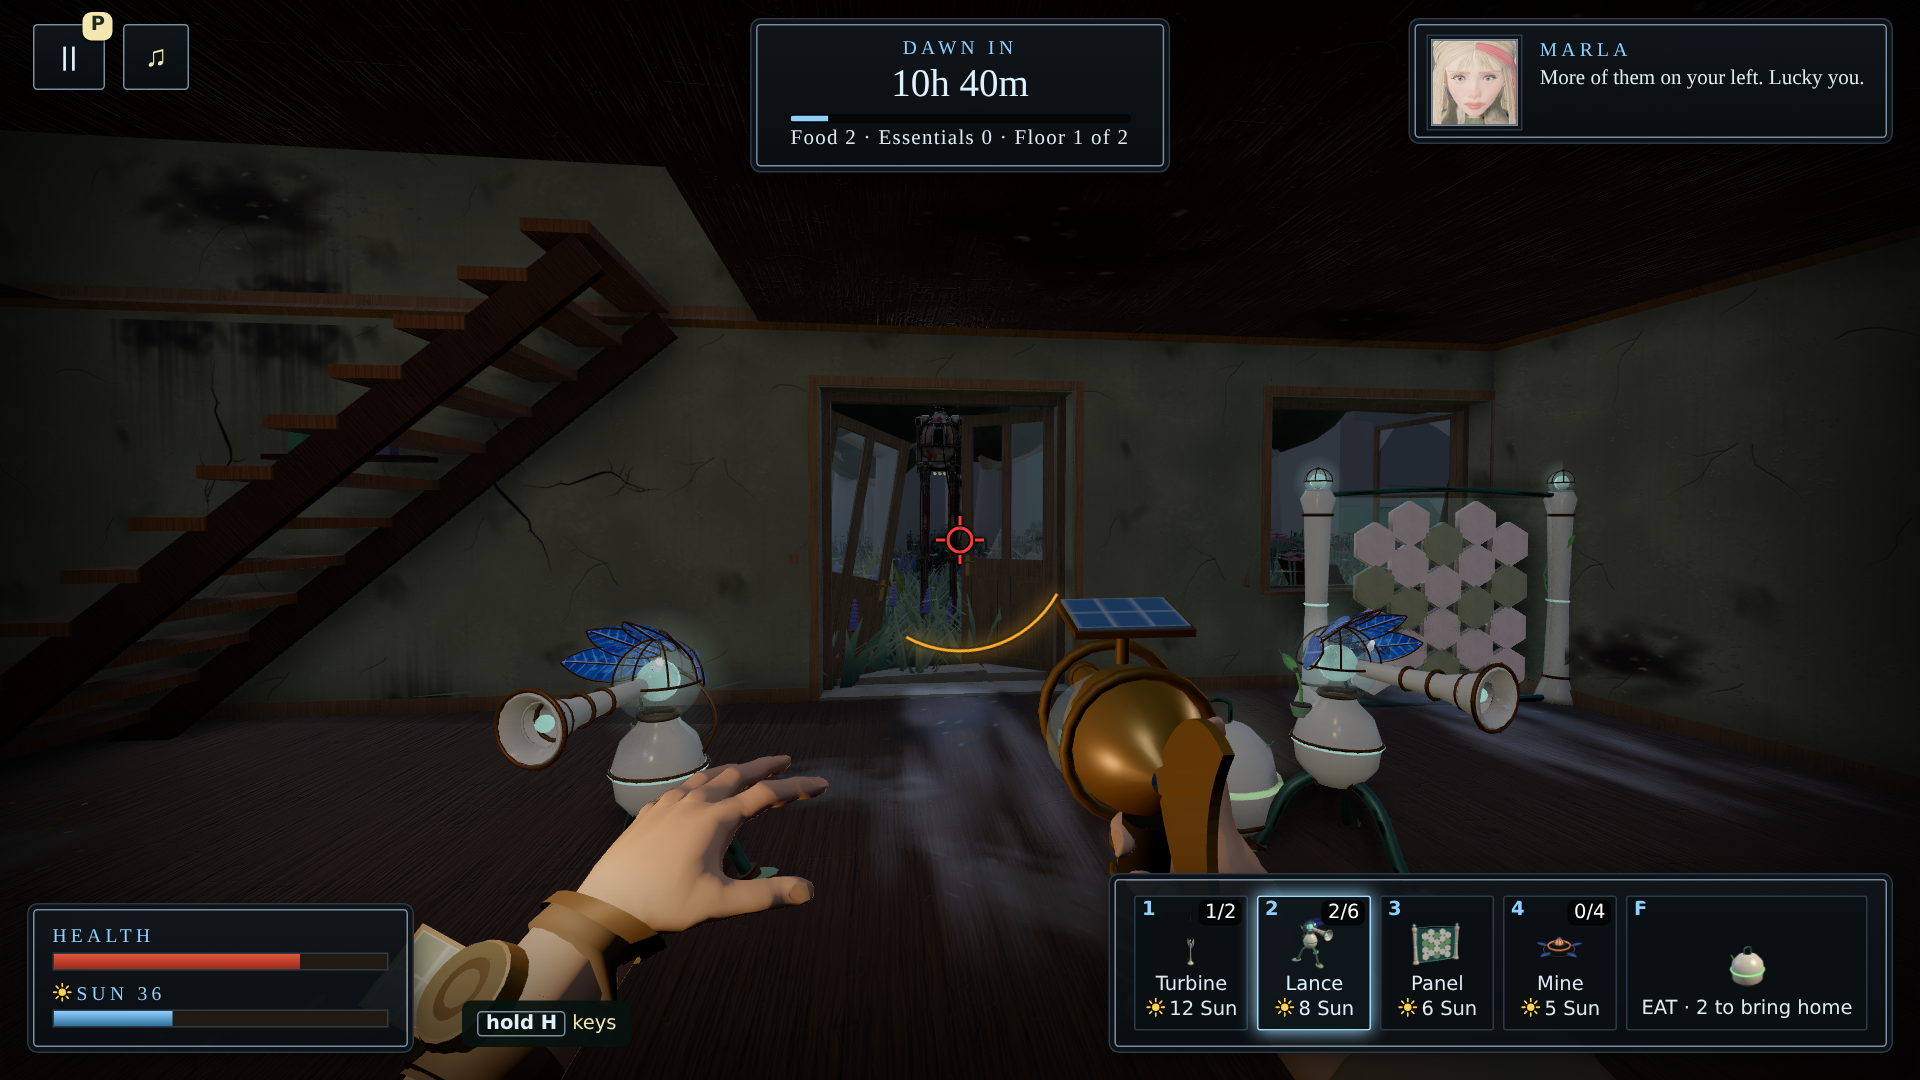 P
DAWN IN
10h 40m
Food 2 · Essentials 0 · Floor 1 of 2
MARLA
More of them on your left. Lucky you.
HEALTH
SUN 36
hold H keys
1 1/2
Turbine
12 Sun
2 2/6
Lance
8 Sun
3
Panel
6 Sun
4 0/4
Mine
5 Sun
F
EAT · 2 to bring home